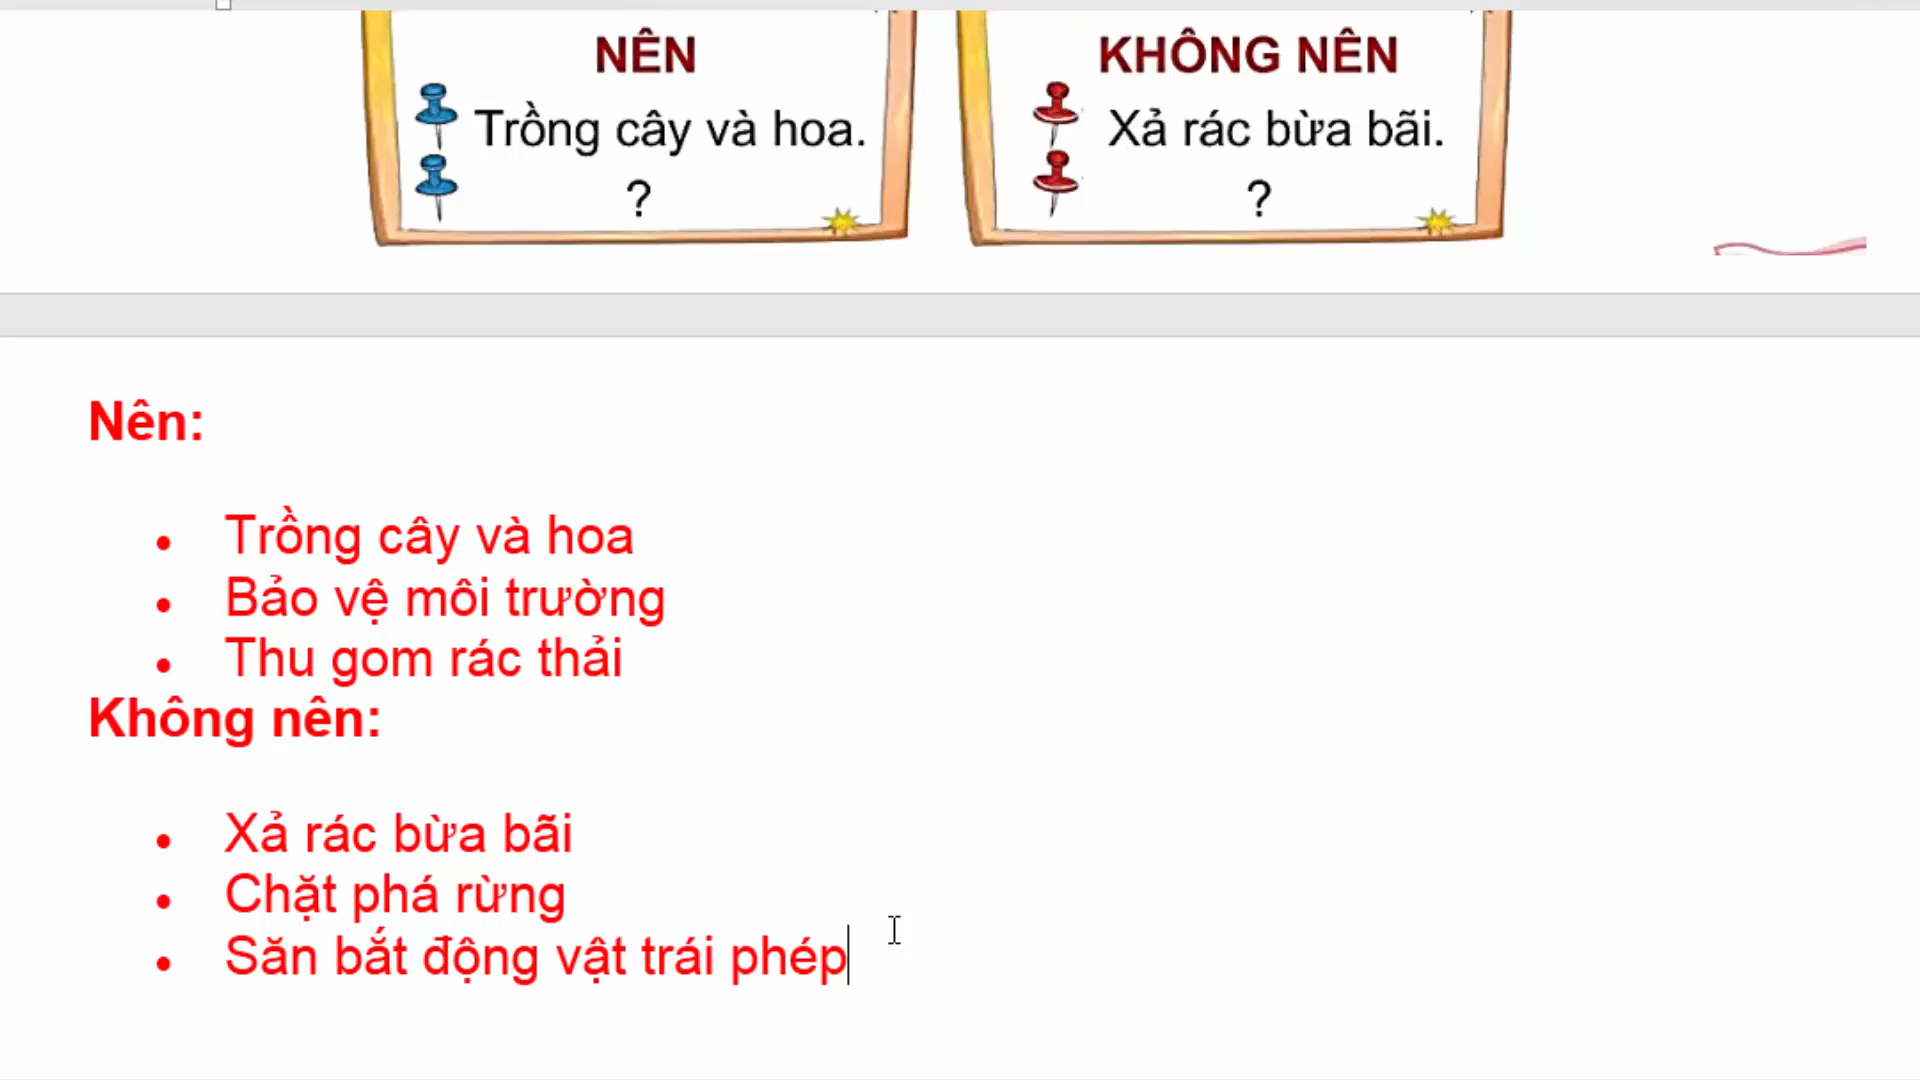 NÊN
Trồng cây và hoa.
?
KHÔNG NÊN
Xả rác bừa bãi.
?
Nên:
• Trồng cây và hoa
• Bảo vệ môi trường
• Thu gom rác thải
Không nên:
• Xả rác bừa bãi
• Chặt phá rừng
• Săn bắt động vật trái phép